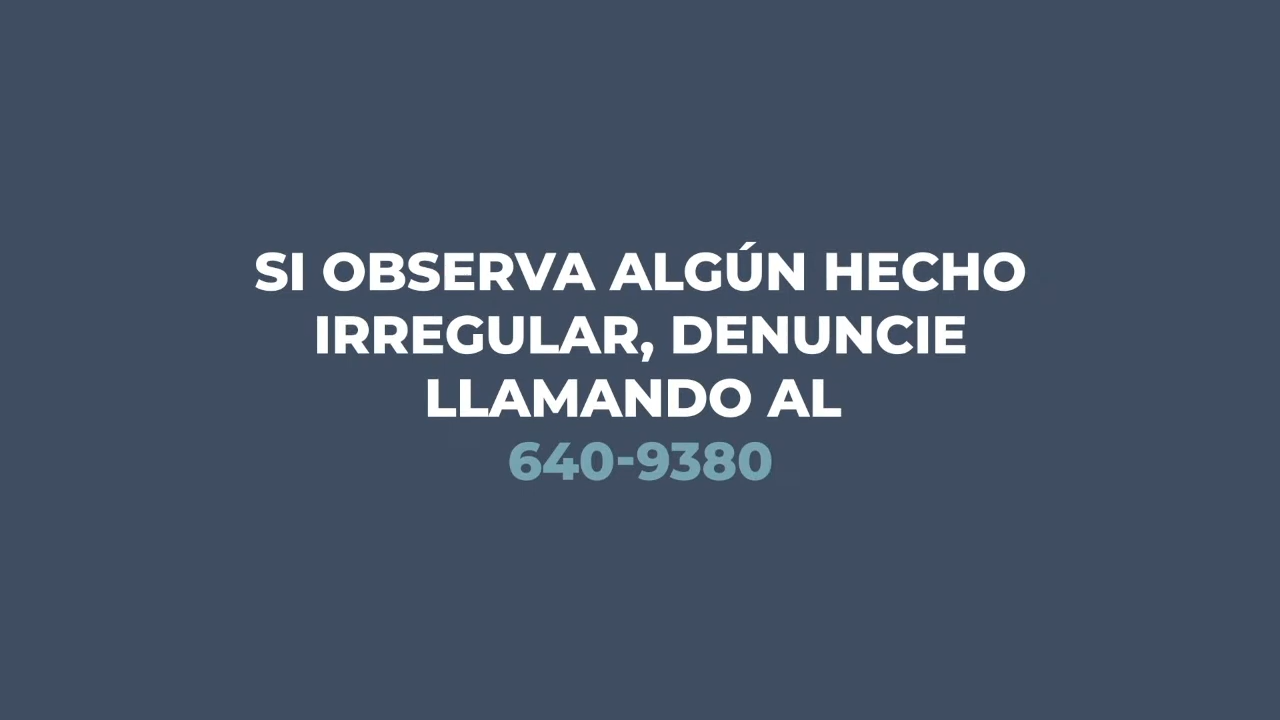 SI OBSERVA ALGÚN HECHO
IRREGULAR, DENUNCIE
LLAMANDO AL
640-9380